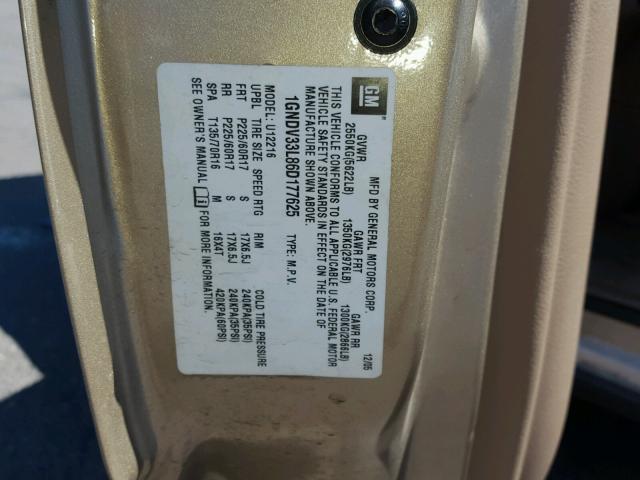 GM
MFD BY GENERAL MOTORS CORP. 12/05
GVWR GAWR FRT GAWR RR
2550KG(5622LB) 1350KG(2976LB) 1300KG(2866LB)
THIS VEHICLE CONFORMS TO ALL APPLICABLE U.S. FEDERAL MOTOR
VEHICLE SAFETY STANDARDS IN EFFECT ON THE DATE OF
MANUFACTURE SHOWN ABOVE.
1GNDV33L86D177625 TYPE: M.P.V.
UPBL U12216
TIRE SIZE SPEED RTG RIM COLD TIRE PRESSURE
FRT P225/60R17 S 17X6.5J 240KPA(35PSI)
RR P225/60R17 S 17X6.5J 240KPA(35PSI)
SPA T135/70R16 M 16X4T 420KPA(60PSI)
SEE OWNER'S MANUAL i FOR MORE INFORMATION.